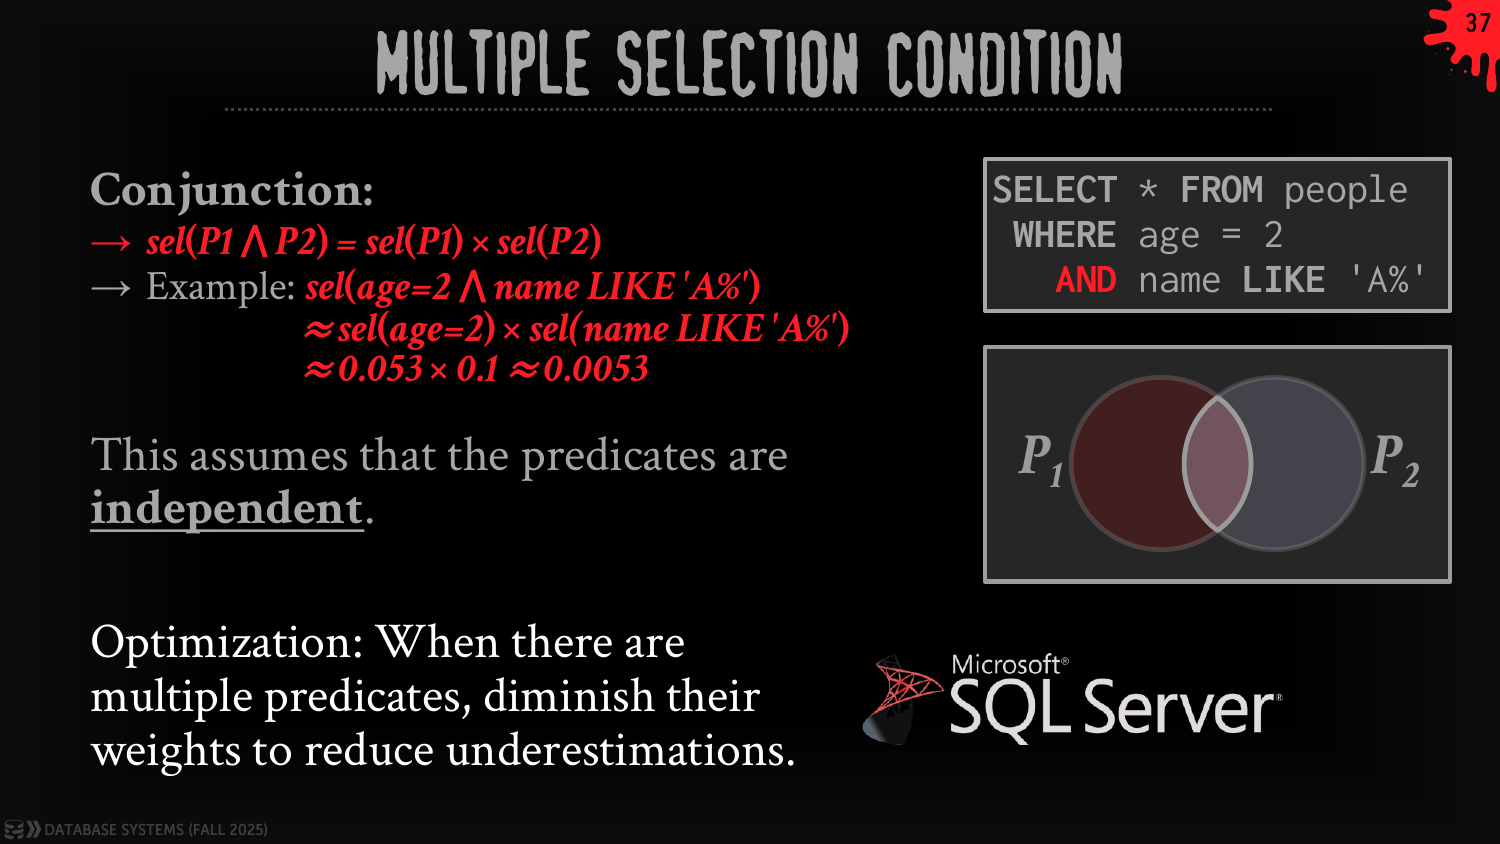 37
MULTIPLE SELECTION CONDITION
Conjunction:
→ sel(P1 ⋀ P2) = sel(P1) × sel(P2)
→ Example: sel(age=2 ⋀ name LIKE 'A%')
≈ sel(age=2) × sel(name LIKE 'A%')
≈ 0.053 × 0.1 ≈ 0.0053
This assumes that the predicates are
independent.
Optimization: When there are
multiple predicates, diminish their
weights to reduce underestimations.
SELECT * FROM people
WHERE age = 2
AND name LIKE 'A%'
P1
P2
Microsoft®
SQL Server®
DATABASE SYSTEMS (FALL 2025)